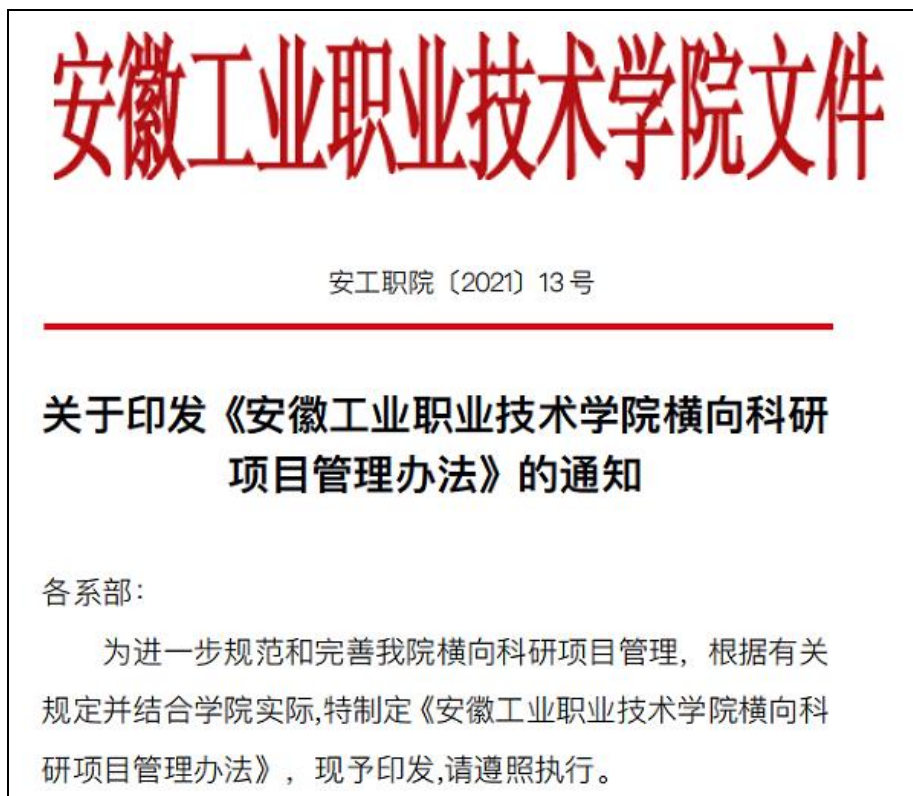 安徽工业职业技术学院文件
安工职院〔2021〕13号
关于印发《安徽工业职业技术学院横向科研
项目管理办法》的通知
各系部：
为进一步规范和完善我院横向科研项目管理，根据有关
规定并结合学院实际,特制定《安徽工业职业技术学院横向科
研项目管理办法》，现予印发,请遵照执行。